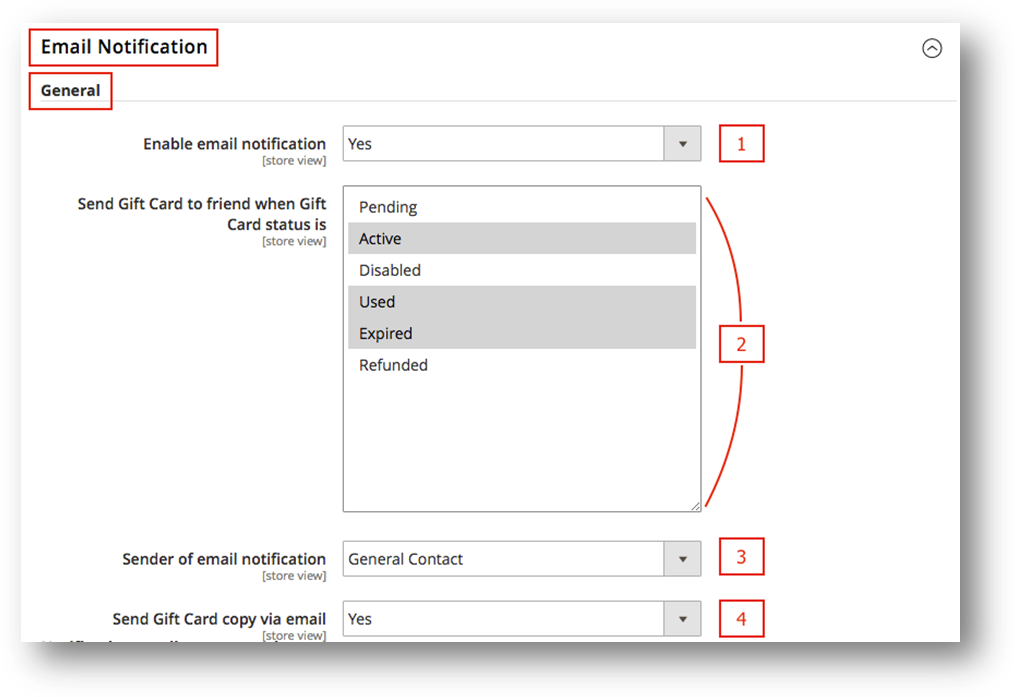 Email Notification
General
Enable email notification
[store view]
Yes
1
Send Gift Card to friend when Gift
Card status is
[store view]
Pending
Active
Disabled
Used
Expired
Refunded
2
Sender of email notification
[store view]
General Contact
3
Send Gift Card copy via email
[store view]
Yes
4